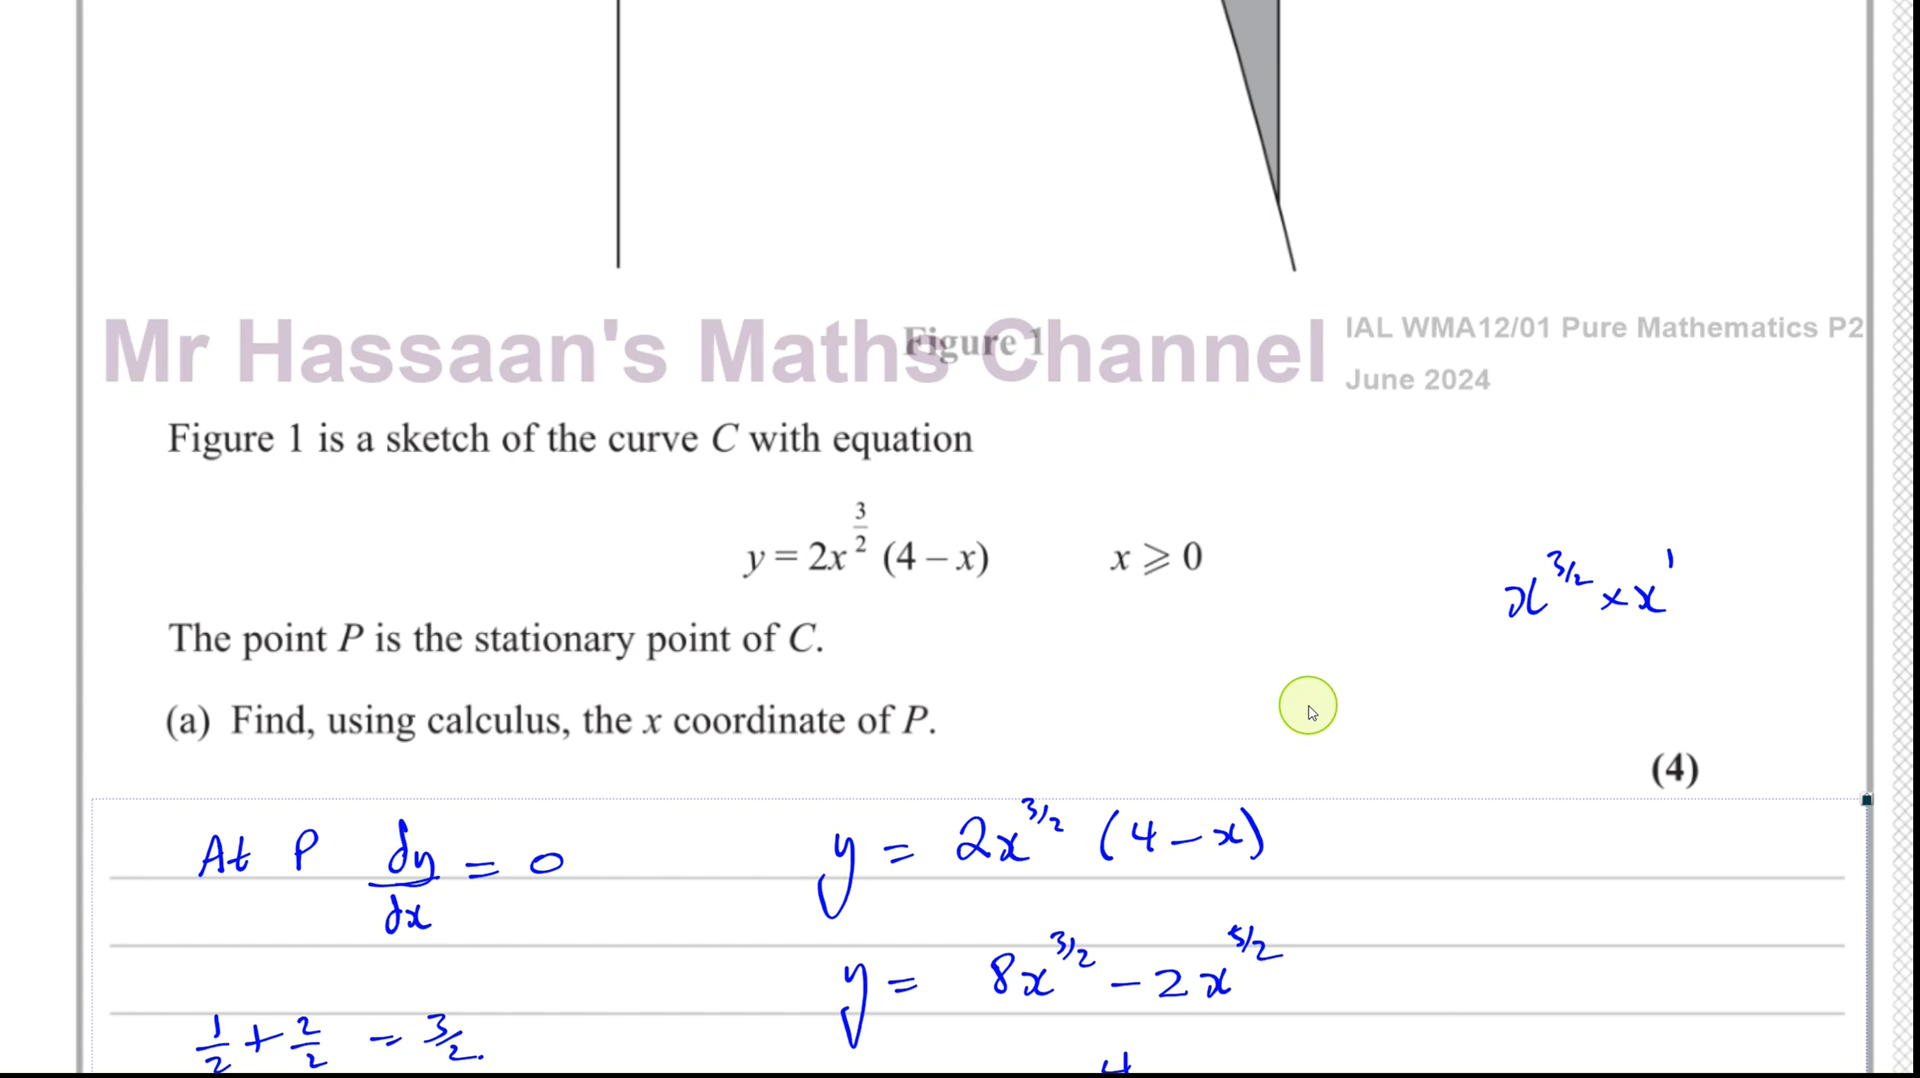 Mr Hassaan's Maths Channel
Figure 1
IAL WMA12/01 Pure Mathematics P2
June 2024
Figure 1 is a sketch of the curve C with equation
y = 2x^{3/2} (4 – x)    x ⩾ 0
x^{3/2} × x^1
The point P is the stationary point of C.
(a) Find, using calculus, the x coordinate of P.
(4)
At P dy/dx = 0
y = 2x^{3/2} (4 – x)
y = 8x^{3/2} – 2x^{5/2}
1/2 + 2/2 = 3/2.
4